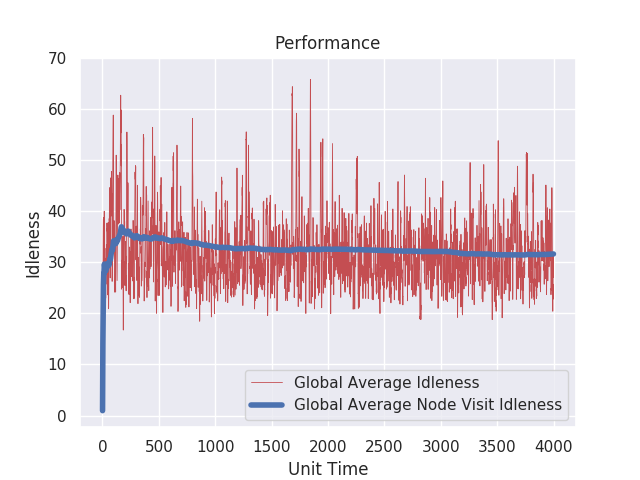 Performance
70
60
50
40
30
20
10
0
Idleness
Global Average Idleness
Global Average Node Visit Idleness
0 500 1000 1500 2000 2500 3000 3500 4000
Unit Time